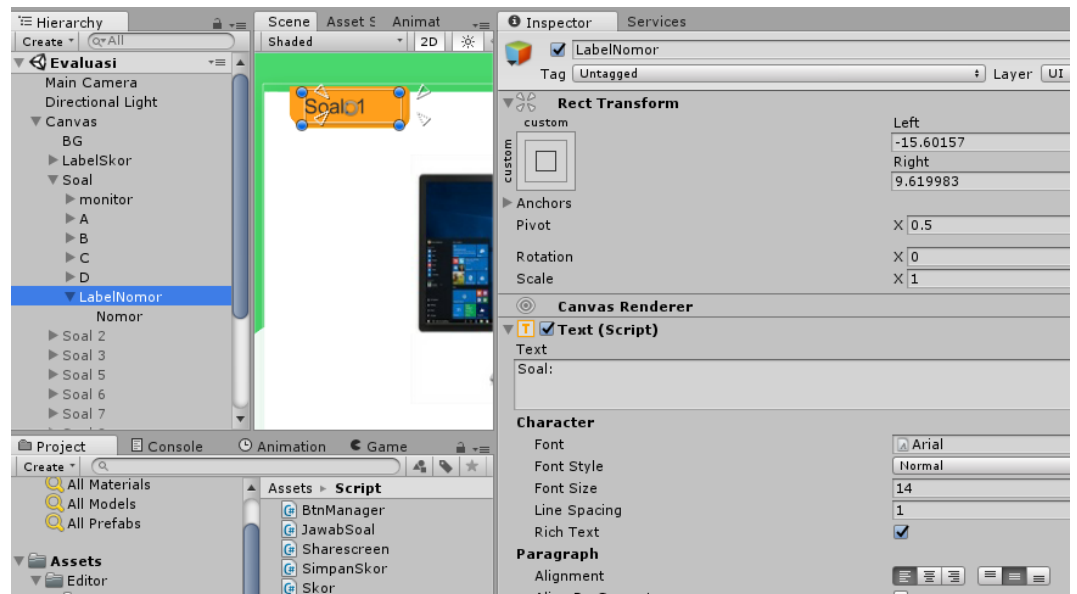 Hierarchy
Create
All
Evaluasi
Main Camera
Directional Light
Canvas
BG
LabelSkor
Soal
monitor
A
B
C
D
LabelNomor
Nomor
Soal 2
Soal 3
Soal 5
Soal 6
Soal 7
Scene Asset S Animat
Shaded 2D
Soal: 1
Inspector Services
LabelNomor
Tag Untagged Layer UI
Rect Transform
custom Left
custom -15.60157
Right
9.619983
Anchors
Pivot X 0.5
Rotation X 0
Scale X 1
Canvas Renderer
Text (Script)
Text
Soal:
Character
Font Arial
Font Style Normal
Font Size 14
Line Spacing 1
Rich Text
Paragraph
Alignment
Project Console Animation Game
Create
All Materials
All Models
All Prefabs
Assets
Editor
Assets Script
BtnManager
JawabSoal
Sharescreen
SimpanSkor
Skor